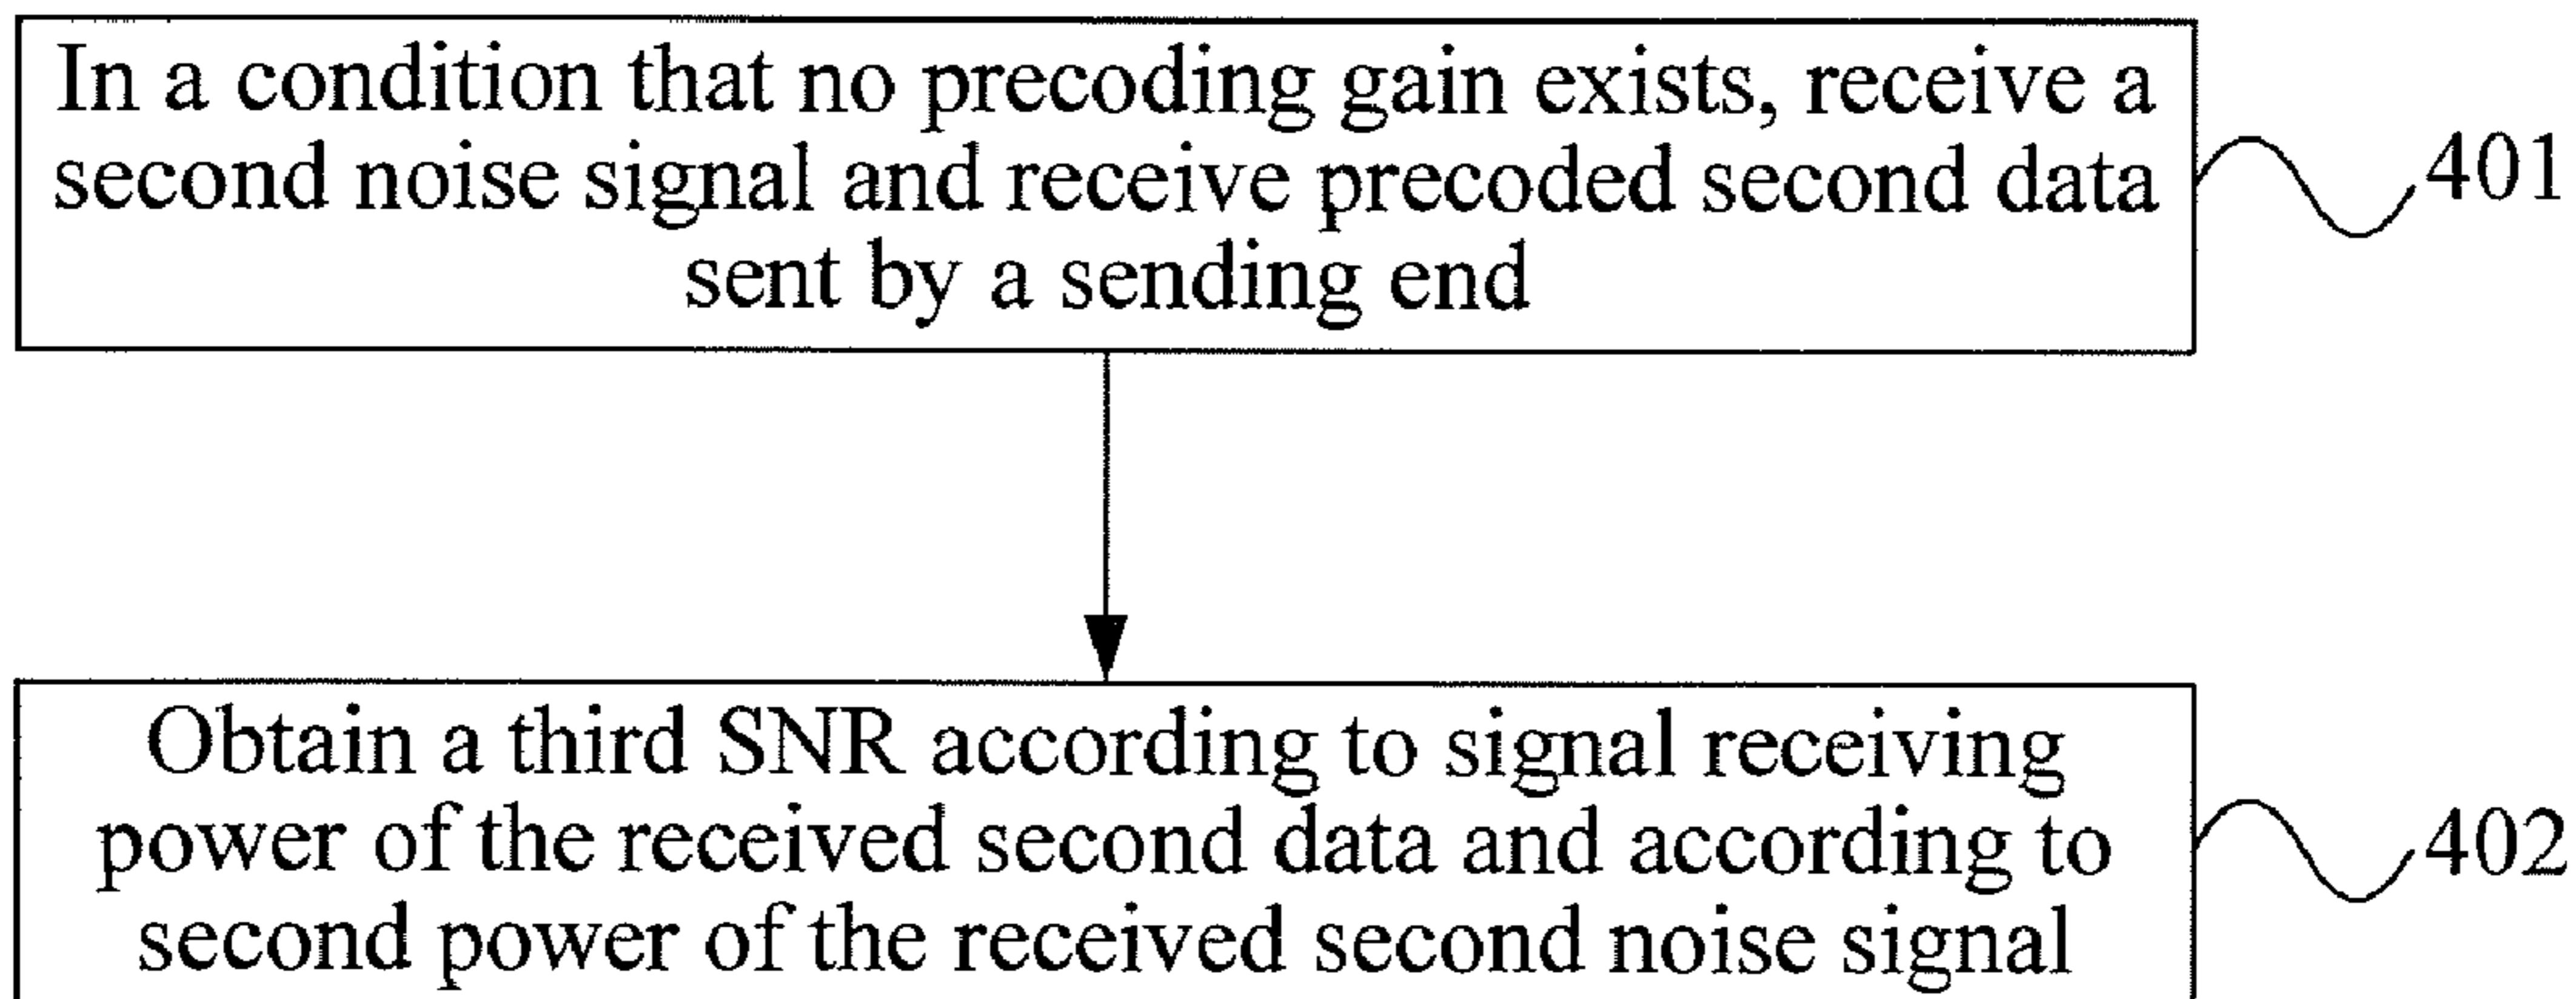 In a condition that no precoding gain exists, receive a
second noise signal and receive precoded second data
sent by a sending end
401
Obtain a third SNR according to signal receiving
power of the received second data and according to
second power of the received second noise signal
402